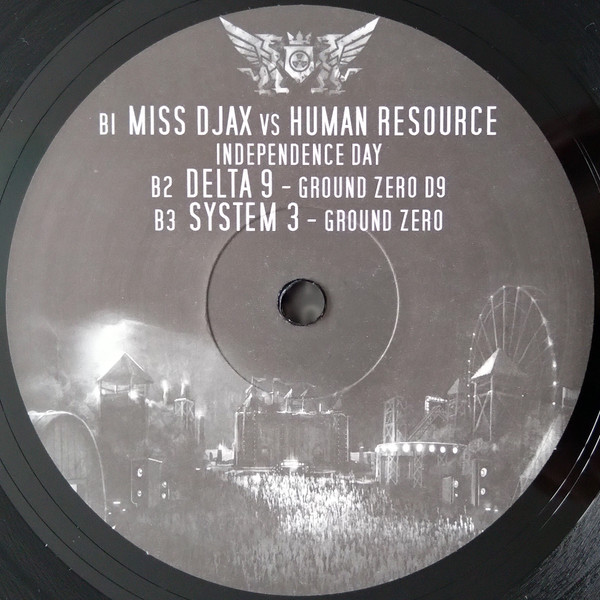 B1 MISS DJAX VS HUMAN RESOURCE
INDEPENDENCE DAY
B2 DELTA 9 - GROUND ZERO D9
B3 SYSTEM 3 - GROUND ZERO